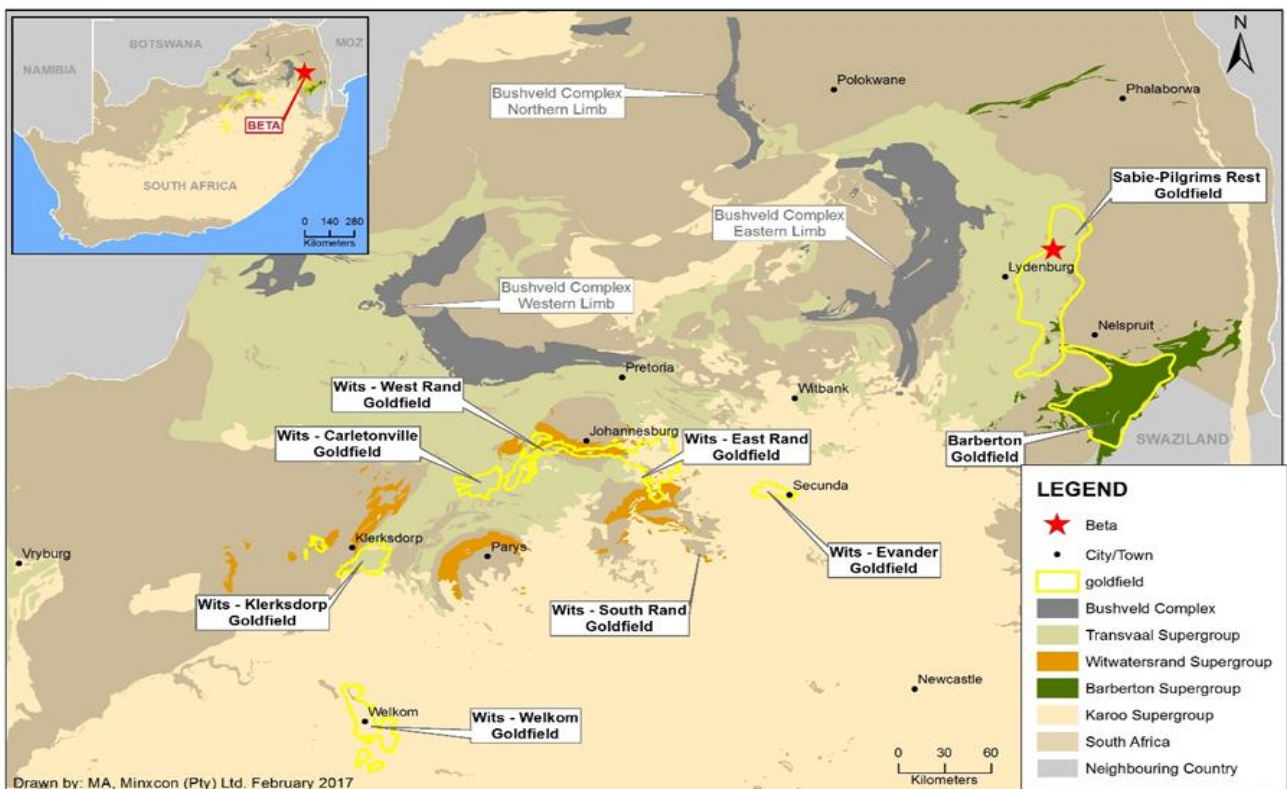 BOTSWANA
MOZ
NAMIBIA
BETA
SOUTH AFRICA
0 140 280
Kilometers
N
Polokwane
Phalaborwa
Bushveld Complex
Northern Limb
Sabie-Pilgrims Rest
Goldfield
Bushveld Complex
Eastern Limb
Lydenburg
Bushveld Complex
Western Limb
Nelspruit
Pretoria
Witbank
Wits - West Rand
Goldfield
Johannesburg
Wits - Carletonville
Goldfield
Wits - East Rand
Goldfield
Barberton
Goldfield
SWAZILAND
Secunda
Klerksdorp
Parys
Vryburg
Wits - Evander
Goldfield
Wits - Klerksdorp
Goldfield
Wits - South Rand
Goldfield
Newcastle
Welkom
Wits - Welkom
Goldfield
0 30 60
Kilometers
LEGEND
Beta
City/Town
goldfield
Bushveld Complex
Transvaal Supergroup
Witwatersrand Supergroup
Barberton Supergroup
Karoo Supergroup
South Africa
Neighbouring Country
Drawn by: MA, Minxcon (Pty) Ltd. February 2017